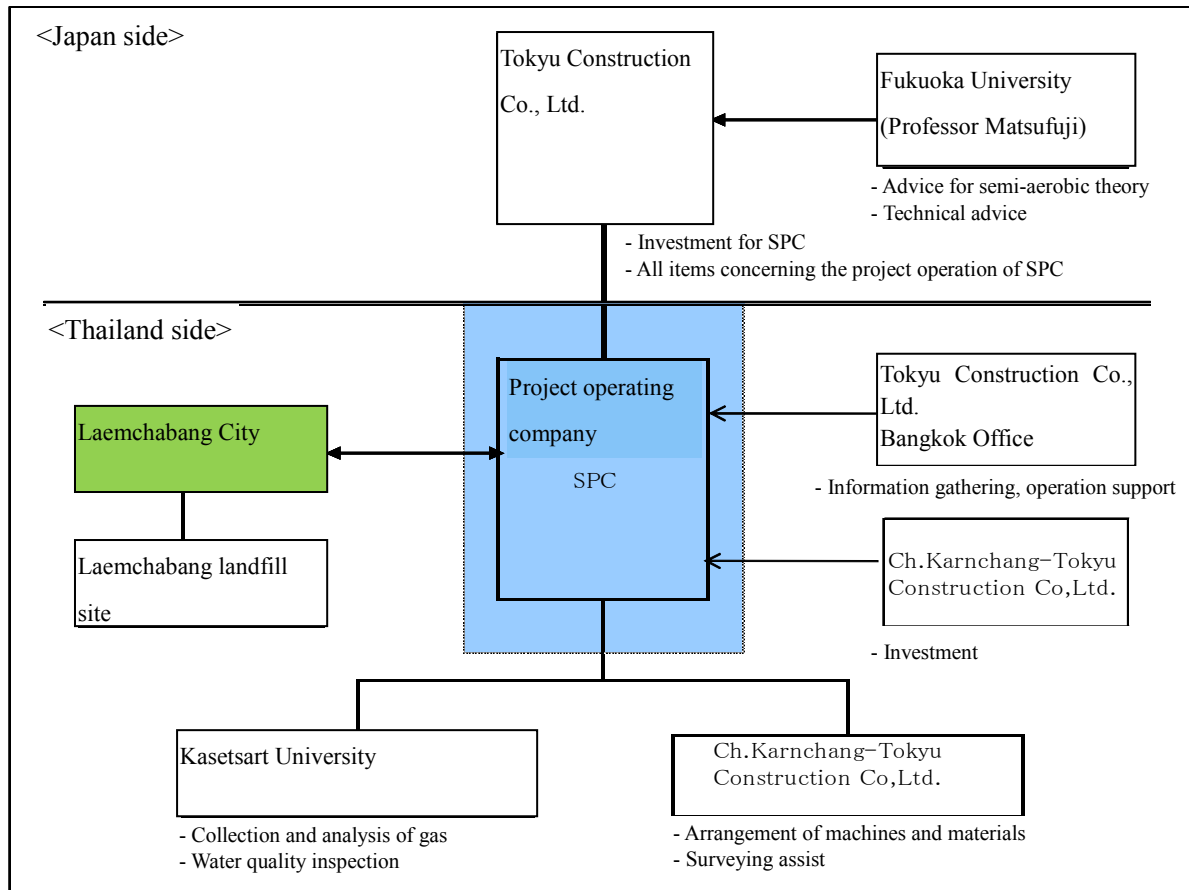 <Japan side>
Tokyu Construction
Co., Ltd.
Fukuoka University
(Professor Matsufuji)
- Advice for semi-aerobic theory
- Technical advice
- Investment for SPC
- All items concerning the project operation of SPC
<Thailand side>
Project operating
company
SPC
Laemchabang City
Laemchabang landfill
site
Tokyu Construction Co.,
Ltd.
Bangkok Office
- Information gathering, operation support
Ch.Karnchang-Tokyu
Construction Co,Ltd.
- Investment
Kasetsart University
- Collection and analysis of gas
- Water quality inspection
Ch.Karnchang-Tokyu
Construction Co,Ltd.
- Arrangement of machines and materials
- Surveying assist